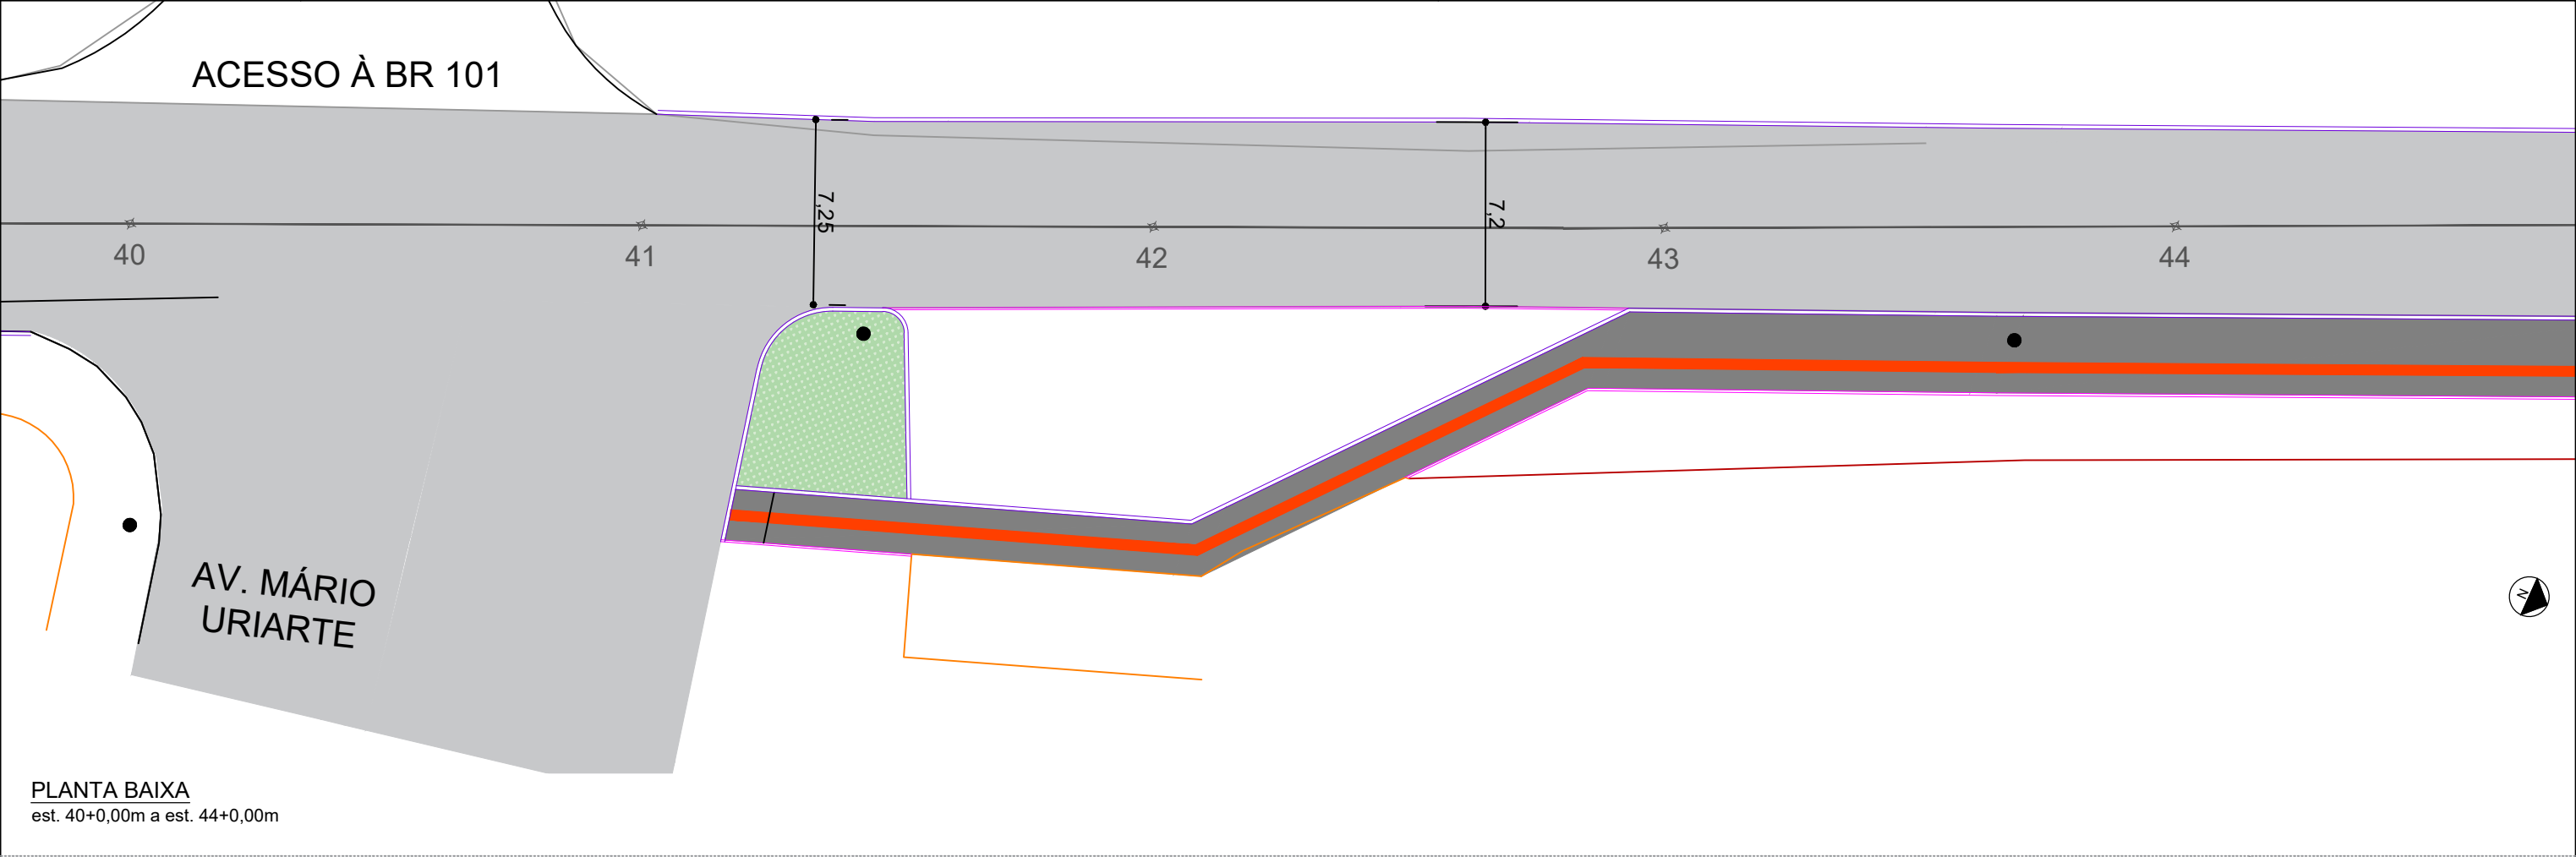 ACESSO À BR 101
7,25
7,2
40
41
42
43
44
AV. MÁRIO
URIARTE
N
PLANTA BAIXA
est. 40+0,00m a est. 44+0,00m